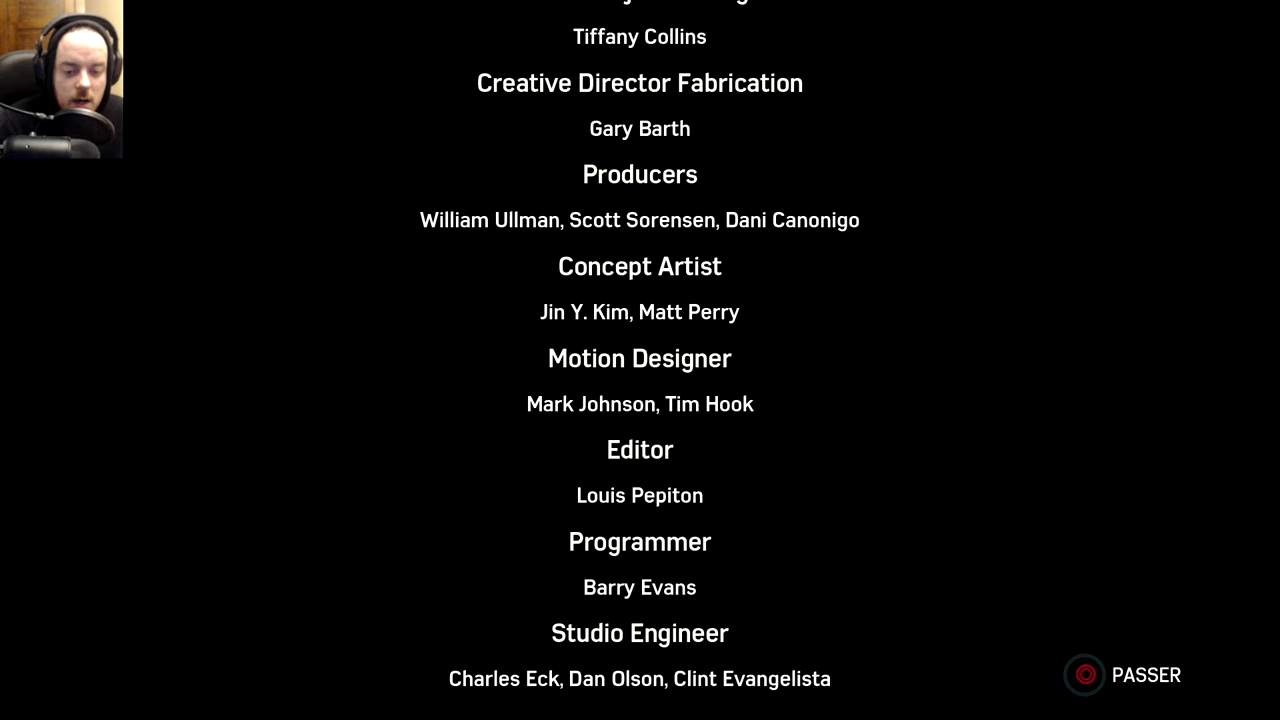 Tiffany Collins
Creative Director Fabrication
Gary Barth
Producers
William Ullman, Scott Sorensen, Dani Canonigo
Concept Artist
Jin Y. Kim, Matt Perry
Motion Designer
Mark Johnson, Tim Hook
Editor
Louis Pepiton
Programmer
Barry Evans
Studio Engineer
Charles Eck, Dan Olson, Clint Evangelista
PASSER